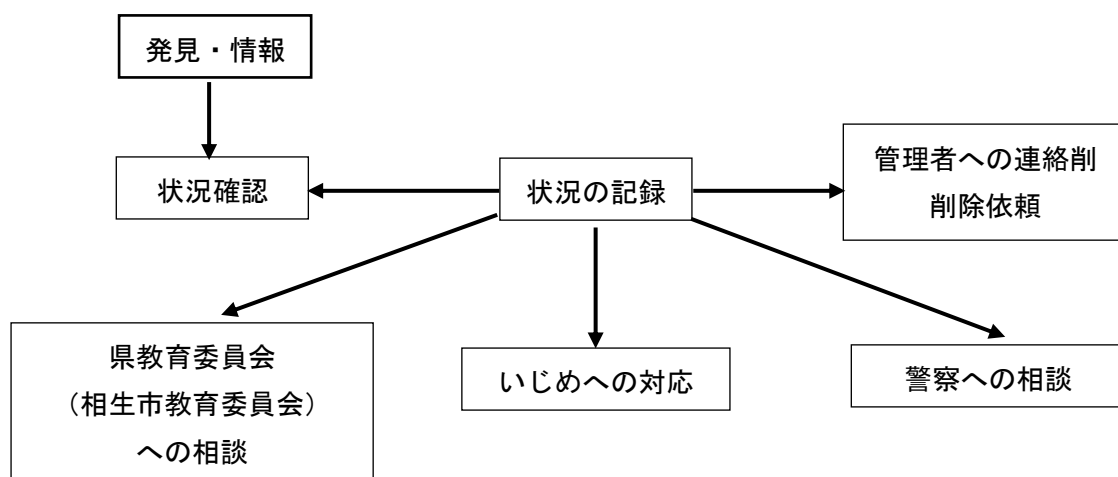 発見・情報
状況確認
状況の記録
管理者への連絡削
削除依頼
県教育委員会
（相生市教育委員会）
への相談
いじめへの対応
警察への相談